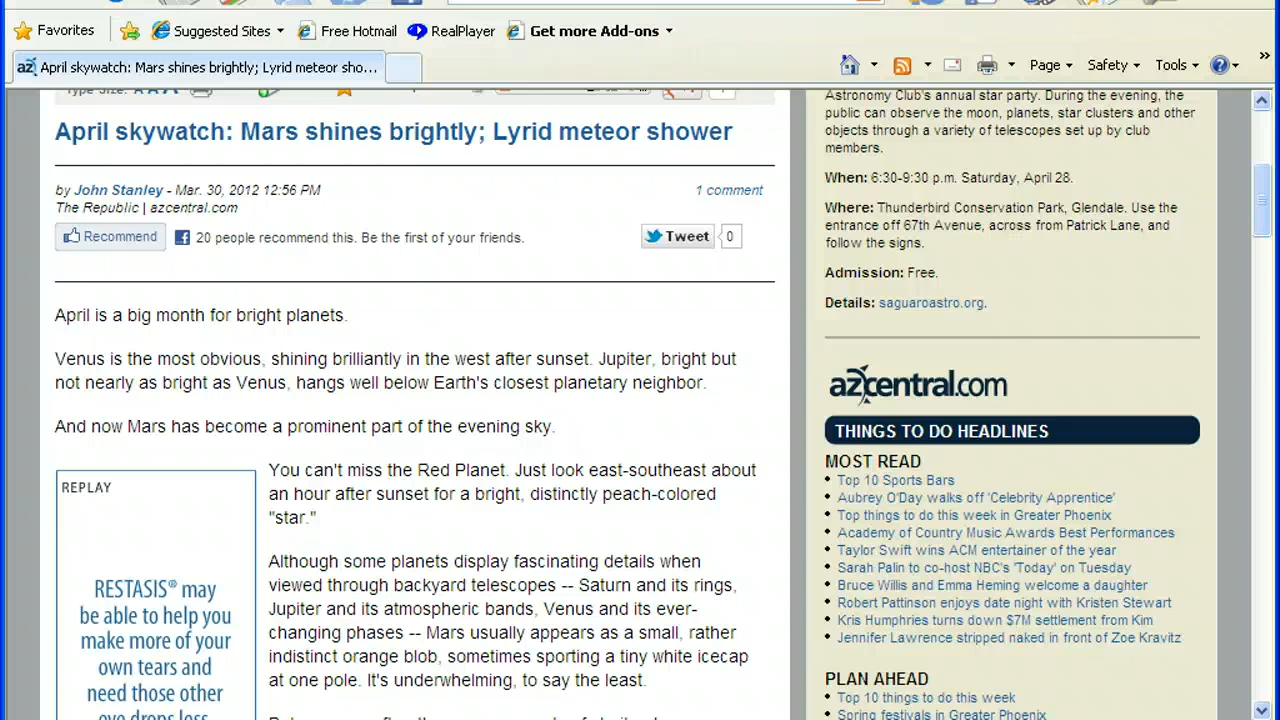 Favorites
Suggested Sites
Free Hotmail
RealPlayer
Get more Add-ons
az
April skywatch: Mars shines brightly; Lyrid meteor sho...
Page
Safety
Tools
»
April skywatch: Mars shines brightly; Lyrid meteor shower
by John Stanley - Mar. 30, 2012 12:56 PM
1 comment
The Republic | azcentral.com
Recommend
20 people recommend this. Be the first of your friends.
Tweet
0
April is a big month for bright planets.
Venus is the most obvious, shining brilliantly in the west after sunset. Jupiter, bright but
not nearly as bright as Venus, hangs well below Earth's closest planetary neighbor.
And now Mars has become a prominent part of the evening sky.
REPLAY
RESTASIS® may
be able to help you
make more of your
own tears and
need those other
eye drops less.
You can't miss the Red Planet. Just look east-southeast about
an hour after sunset for a bright, distinctly peach-colored
"star."
Although some planets display fascinating details when
viewed through backyard telescopes -- Saturn and its rings,
Jupiter and its atmospheric bands, Venus and its ever-
changing phases -- Mars usually appears as a small, rather
indistinct orange blob, sometimes sporting a tiny white icecap
at one pole. It's underwhelming, to say the least.
Astronomy Club's annual star party. During the evening, the
public can observe the moon, planets, star clusters and other
objects through a variety of telescopes set up by club
members.
When: 6:30-9:30 p.m. Saturday, April 28.
Where: Thunderbird Conservation Park, Glendale. Use the
entrance off 67th Avenue, across from Patrick Lane, and
follow the signs.
Admission: Free.
Details: saguaroastro.org.
azcentral.com
THINGS TO DO HEADLINES
MOST READ
Top 10 Sports Bars
Aubrey O'Day walks off 'Celebrity Apprentice'
Top things to do this week in Greater Phoenix
Academy of Country Music Awards Best Performances
Taylor Swift wins ACM entertainer of the year
Sarah Palin to co-host NBC's 'Today' on Tuesday
Bruce Willis and Emma Heming welcome a daughter
Robert Pattinson enjoys date night with Kristen Stewart
Kris Humphries turns down $7M settlement from Kim
Jennifer Lawrence stripped naked in front of Zoe Kravitz
PLAN AHEAD
Top 10 things to do this week
Spring festivals in Greater Phoenix